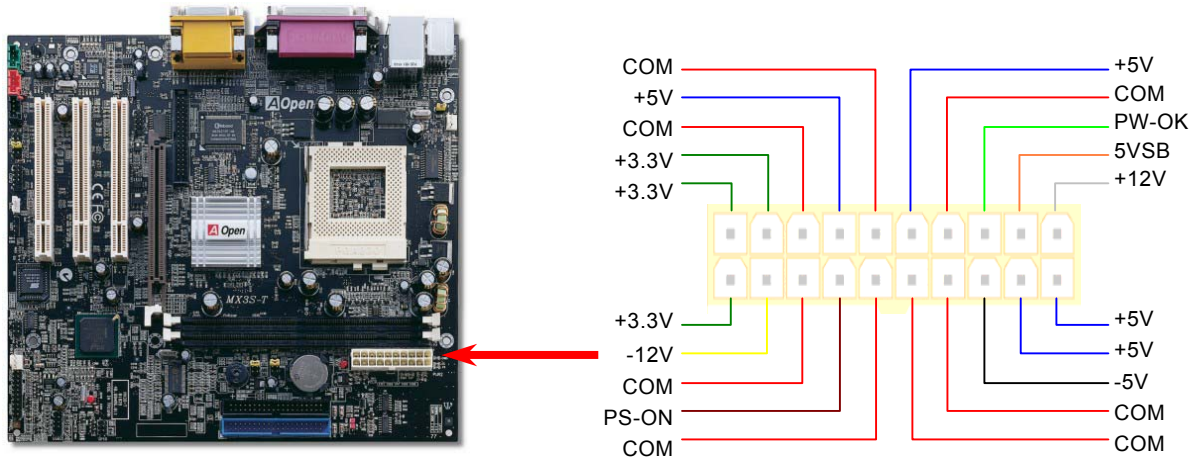 AOpen
A Open
MX3S-T
COM
+5V
COM
+3.3V
+3.3V
+5V
COM
PW-OK
5VSB
+12V
+3.3V
-12V
COM
PS-ON
COM
+5V
+5V
-5V
COM
COM